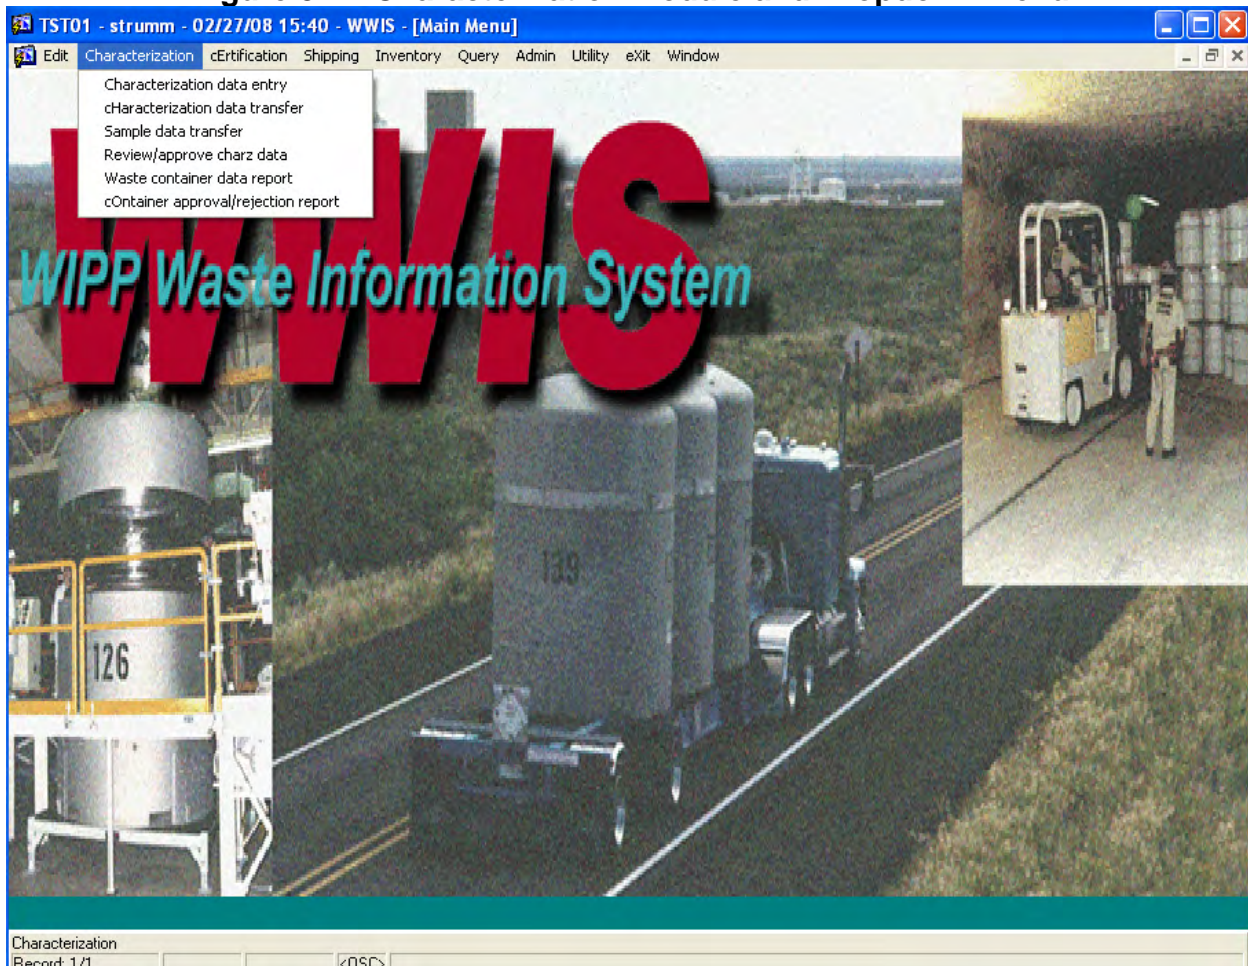 TST01 - strumm - 02/27/08 15:40 - WWIS - [Main Menu]
Edit Characterization cErtification Shipping Inventory Query Admin Utility eXit Window
Characterization data entry
cHaracterization data transfer
Sample data transfer
Review/approve charz data
Waste container data report
cOntainer approval/rejection report
WWIS
WIPP Waste Information System
139
126
Characterization
Record: 1/1 <OSC>